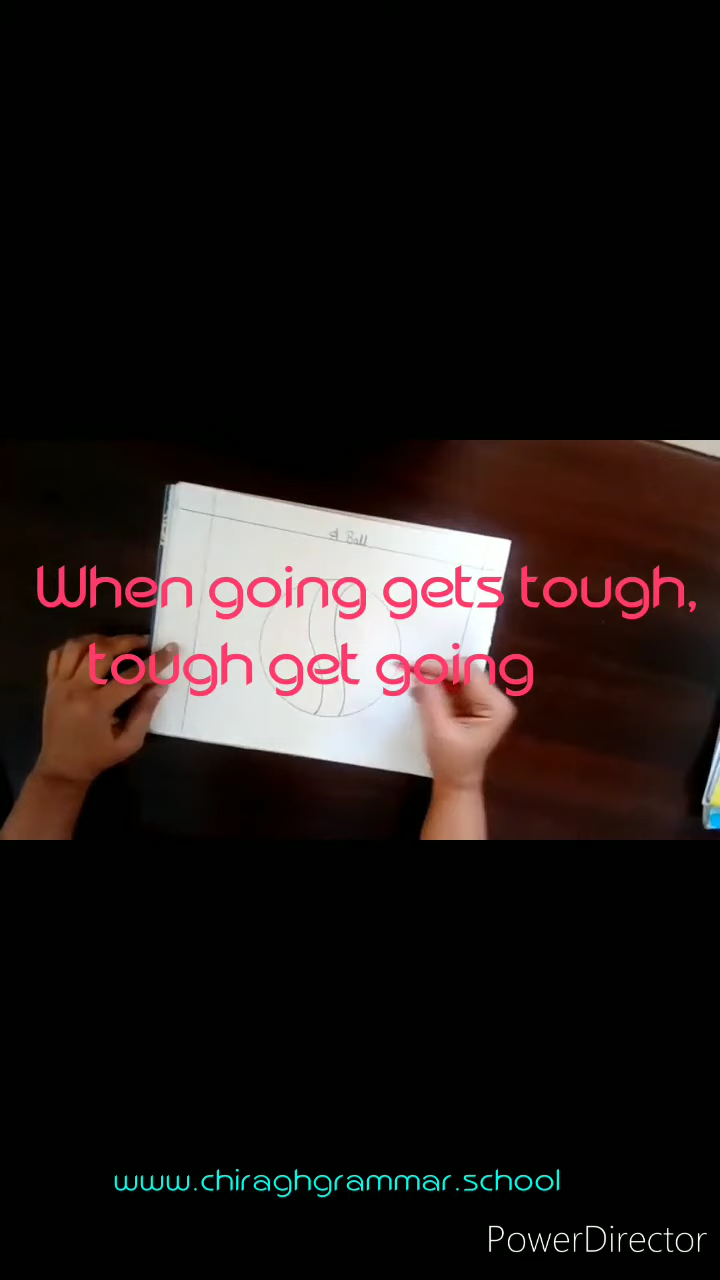 A Ball
When going gets tough,
tough get going
www.chiraghgrammar.school
PowerDirector